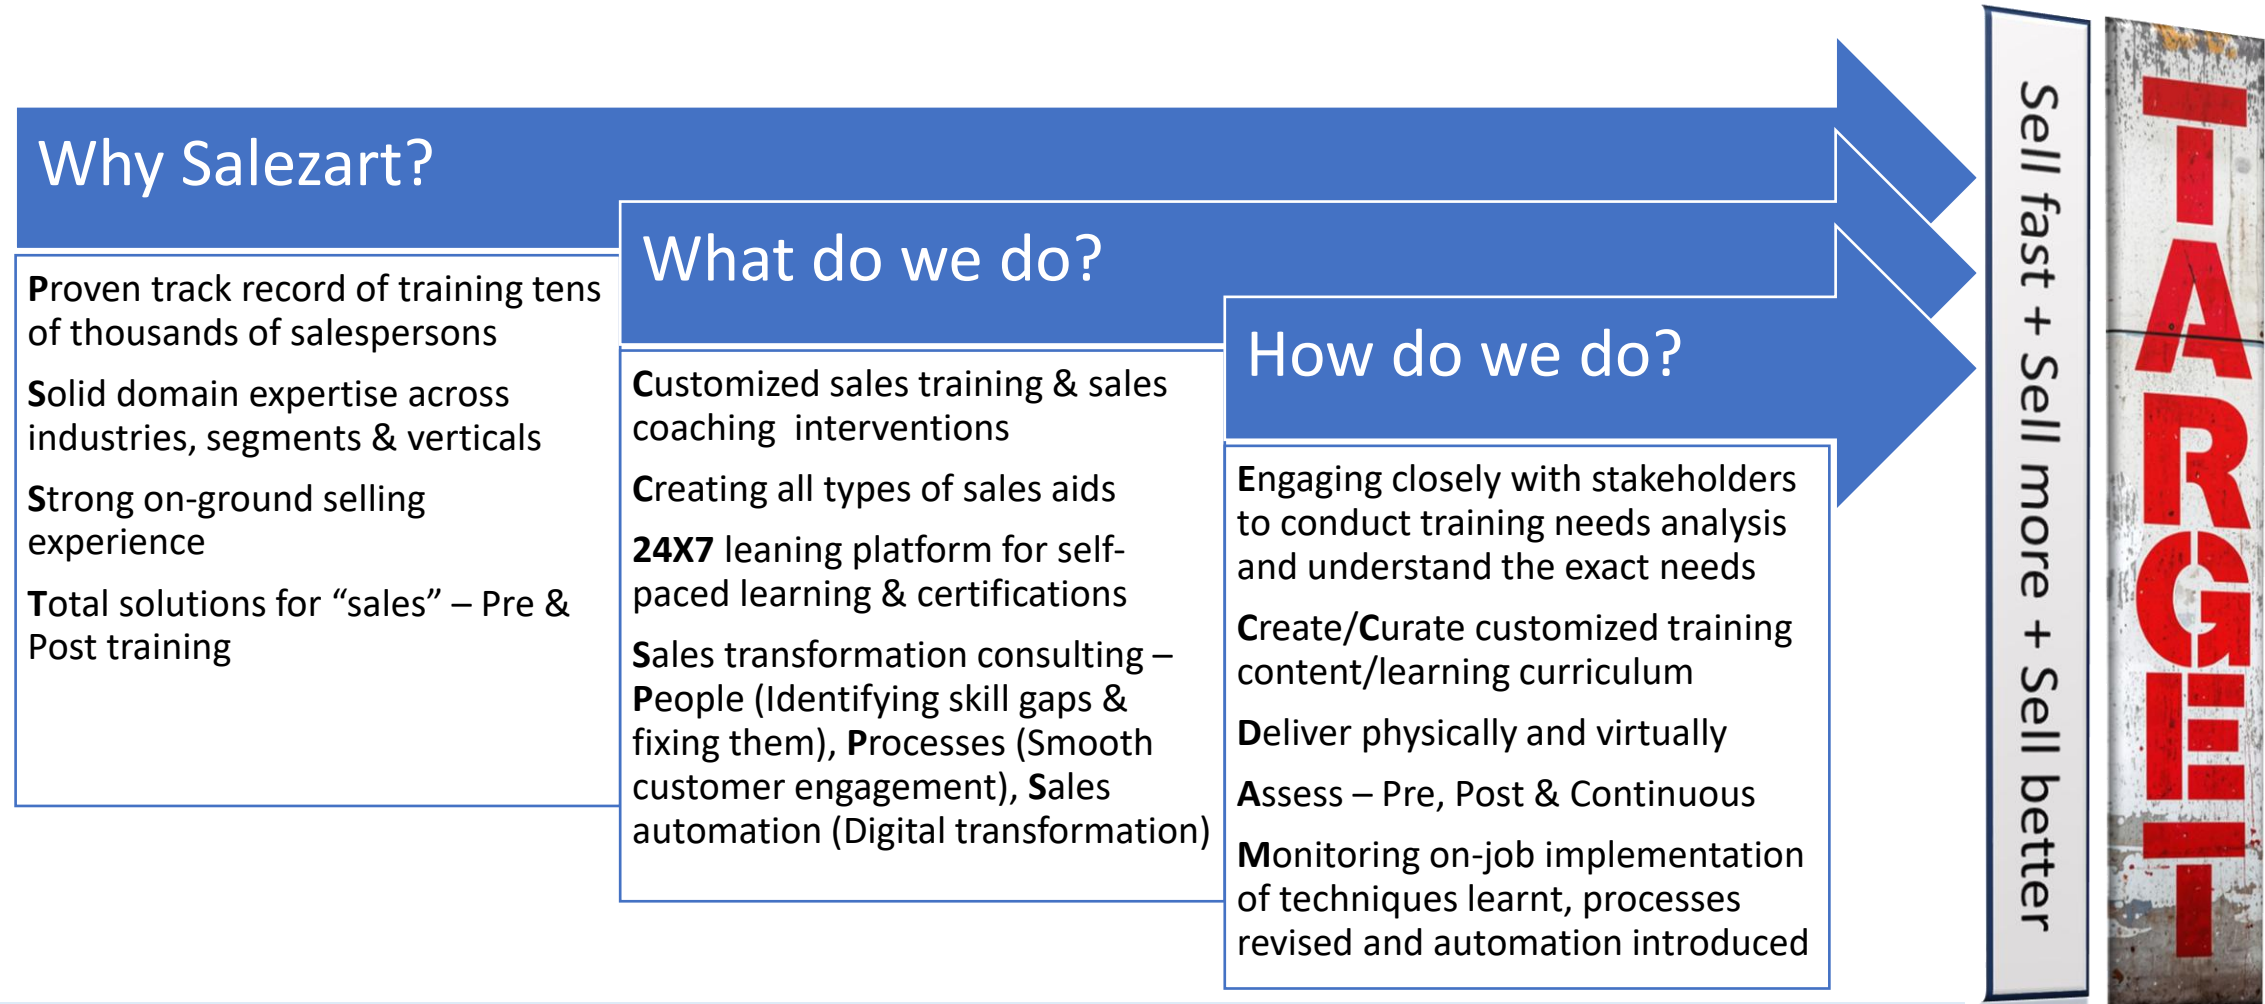 Why Salezart?
Proven track record of training tens
of thousands of salespersons
Solid domain expertise across
industries, segments & verticals
Strong on-ground selling
experience
Total solutions for “sales” – Pre &
Post training
What do we do?
Customized sales training & sales
coaching  interventions
Creating all types of sales aids
24X7 leaning platform for self-
paced learning & certifications
Sales transformation consulting –
People (Identifying skill gaps &
fixing them), Processes (Smooth
customer engagement), Sales
automation (Digital transformation)
How do we do?
Engaging closely with stakeholders
to conduct training needs analysis
and understand the exact needs
Create/Curate customized training
content/learning curriculum
Deliver physically and virtually
Assess – Pre, Post & Continuous
Monitoring on-job implementation
of techniques learnt, processes
revised and automation introduced
Sell fast + Sell more + Sell better
TARGET